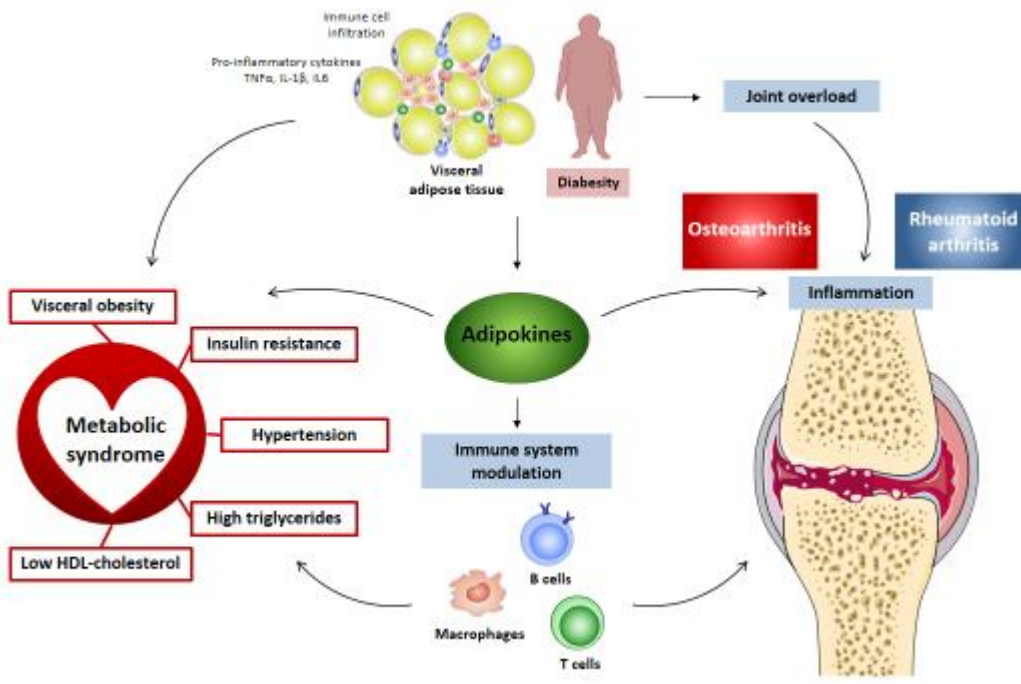 Immune cell
infiltration
Pro-inflammatory cytokines
TNFα, IL-1β, IL6
Visceral
adipose tissue
Diabesity
Joint overload
Osteoarthritis
Rheumatoid
arthritis
Inflammation
Adipokines
Visceral obesity
Insulin resistance
Metabolic
syndrome
Hypertension
High triglycerides
Low HDL-cholesterol
Immune system
modulation
B cells
Macrophages
T cells